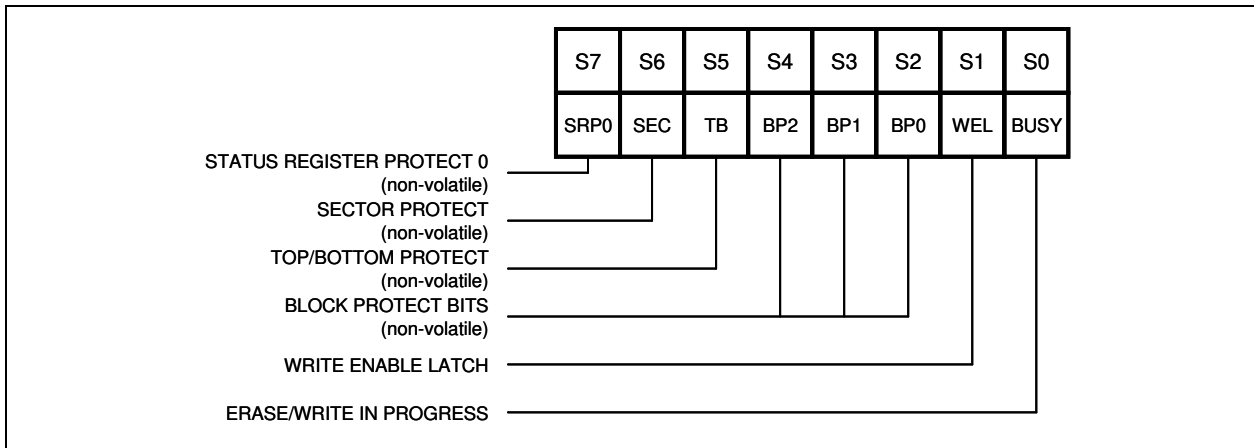 S7 S6 S5 S4 S3 S2 S1 S0
SRP0 SEC TB BP2 BP1 BP0 WEL BUSY
STATUS REGISTER PROTECT 0
(non-volatile)
SECTOR PROTECT
(non-volatile)
TOP/BOTTOM PROTECT
(non-volatile)
BLOCK PROTECT BITS
(non-volatile)
WRITE ENABLE LATCH
ERASE/WRITE IN PROGRESS